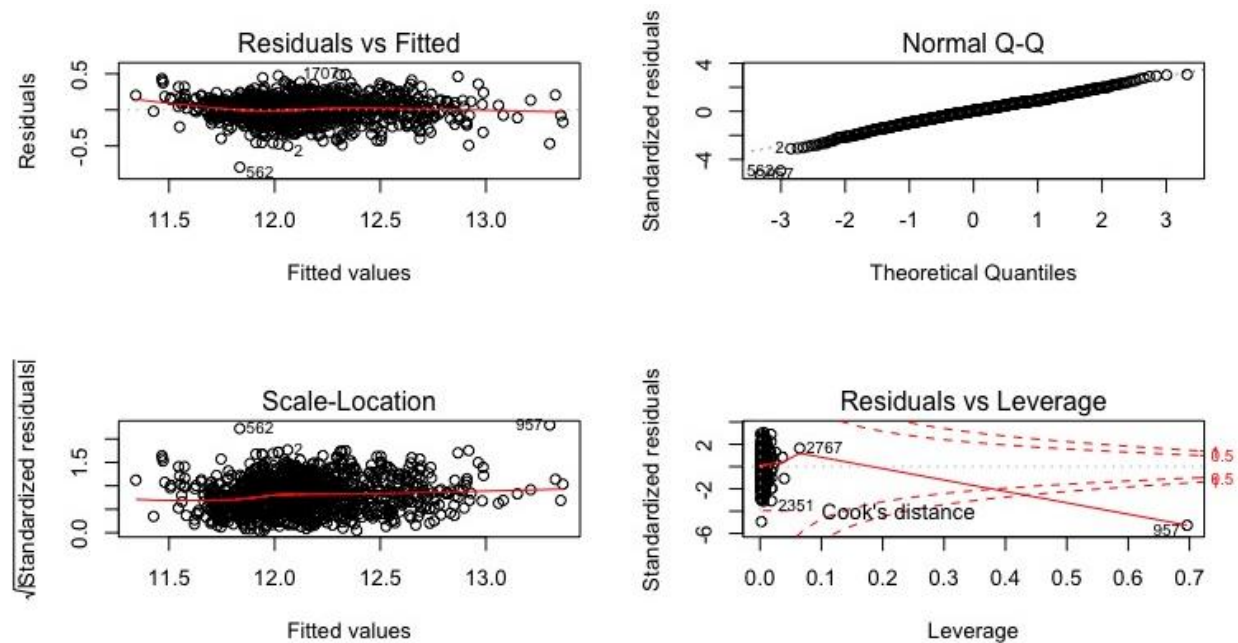 Residuals vs Fitted
Residuals
0.5
-0.5
1707
2
562
11.5 12.0 12.5 13.0
Fitted values
Normal Q-Q
Standardized residuals
4
0
-4
2
-3 -2 -1 0 1 2 3
Theoretical Quantiles
Scale-Location
√|Standardized residuals|
1.5
0.5
562
2
957
11.5 12.0 12.5 13.0
Fitted values
Residuals vs Leverage
Standardized residuals
2
-2
-6
2767
2351
Cook's distance
957
0.5
0.0 0.1 0.2 0.3 0.4 0.5 0.6 0.7
Leverage